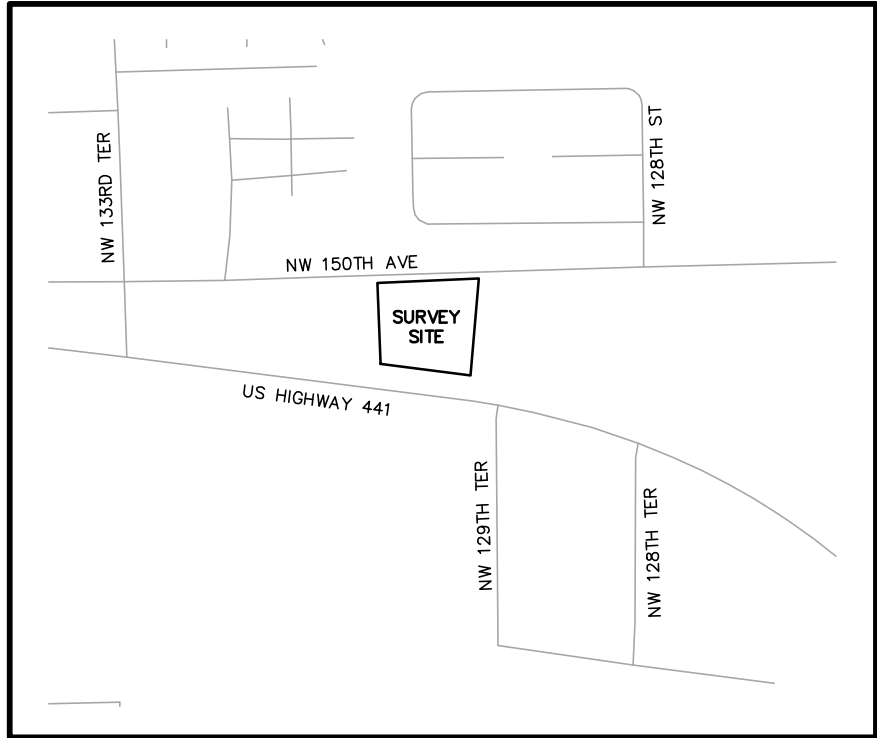 NW 133RD TER
NW 128TH ST
NW 150TH AVE
SURVEY
SITE
US HIGHWAY 441
NW 129TH TER
NW 128TH TER